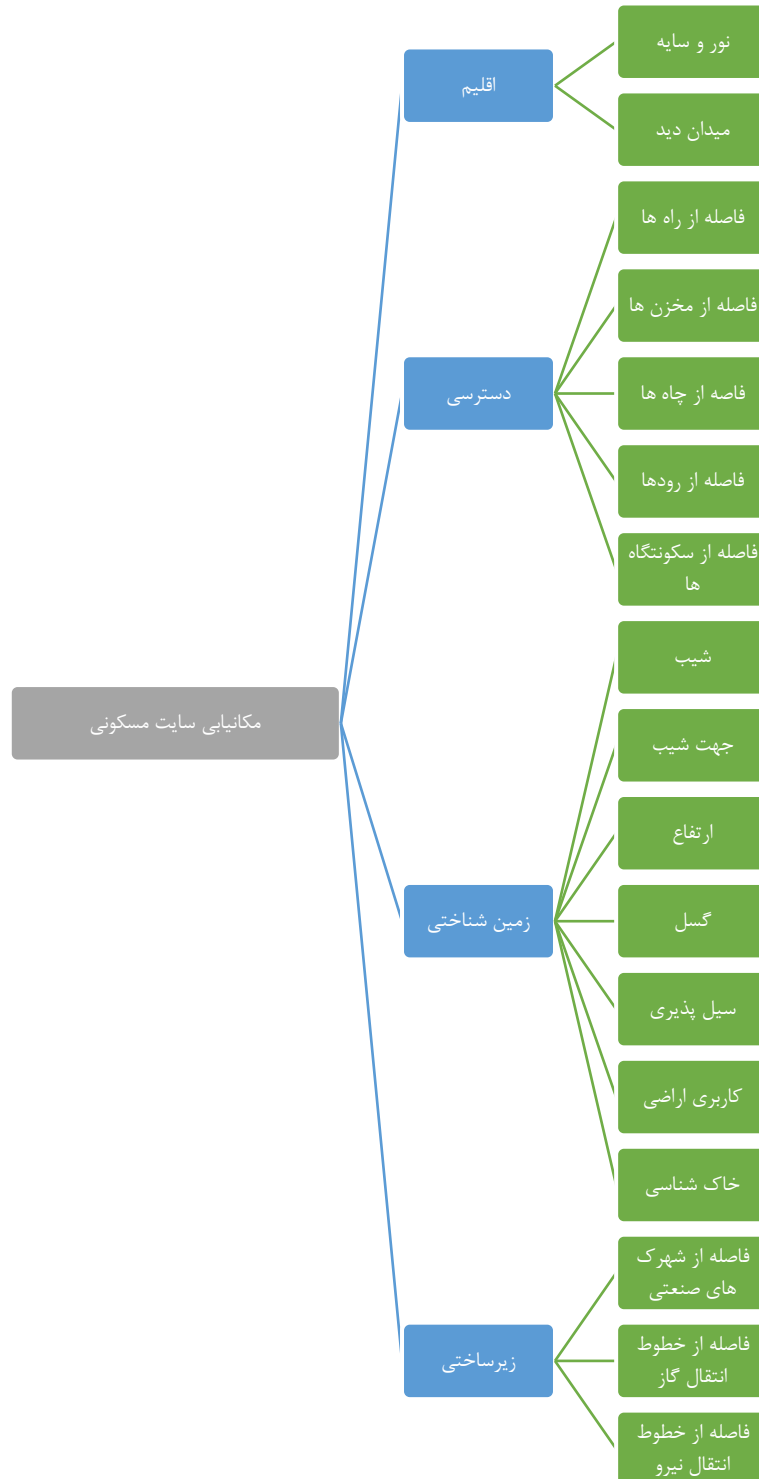 نور و سایه
اقلیم
میدان دید
فاصله از راه ها
فاصله از مخزن ها
دسترسی
فاصه از چاه ها
فاصله از رودها
فاصله از سکونتگاه
ها
شیب
مکانیابی سایت مسکونی
جهت شیب
ارتفاع
زمین شناختی
گسل
سیل پذیری
کاربری اراضی
خاک شناسی
فاصله از شهرک
های صنعتی
زیرساختی
فاصله از خطوط
انتقال گاز
فاصله از خطوط
انتقال نیرو